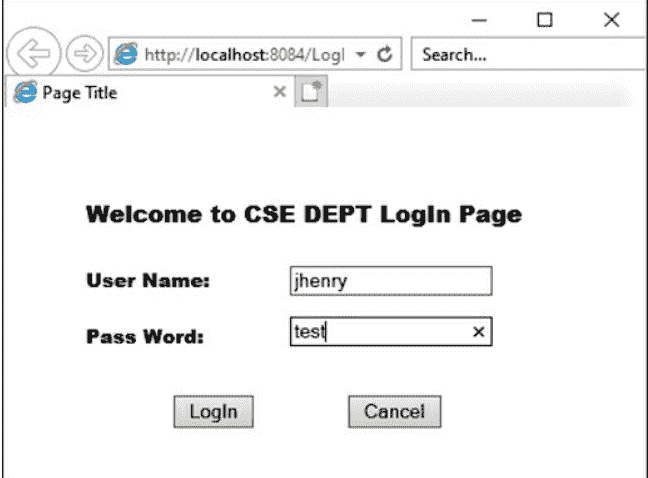 http://localhost:8084/LogI
Search...
Page Title
Welcome to CSE DEPT LogIn Page
User Name: jhenry
Pass Word: test
LogIn Cancel